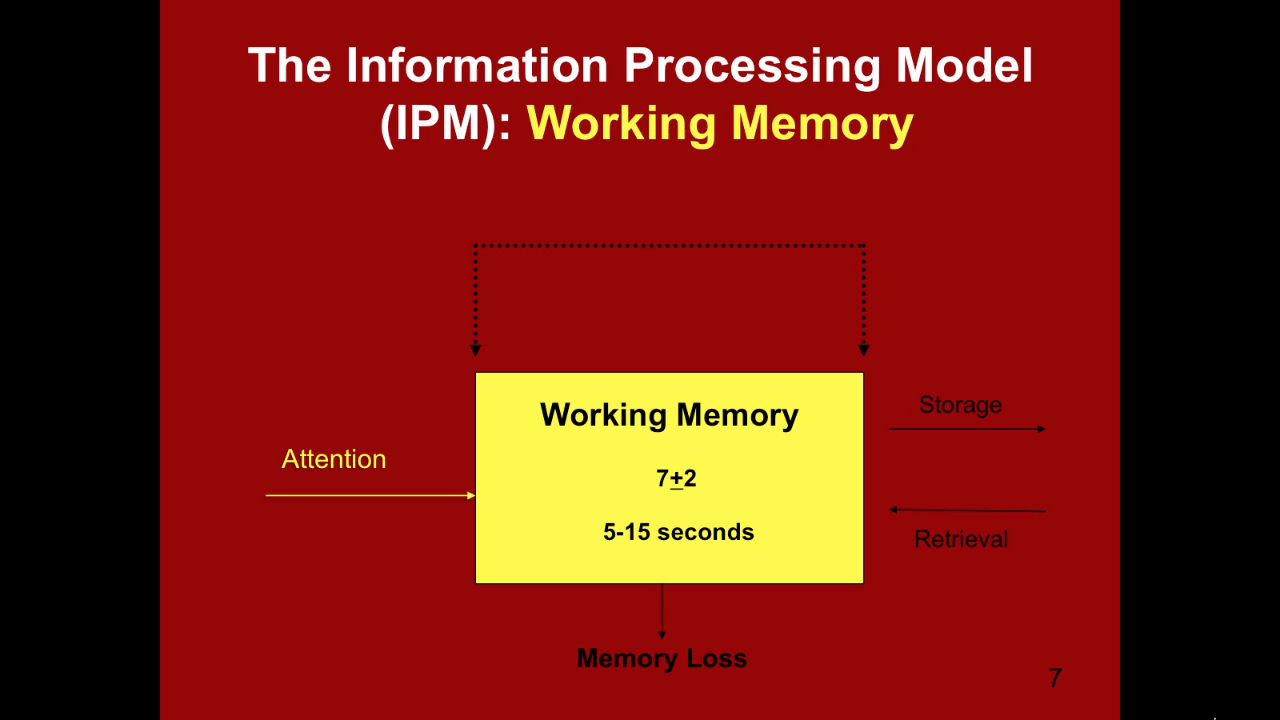 The Information Processing Model
(IPM): Working Memory
Working Memory
Storage
Attention
7±2
5-15 seconds
Retrieval
Memory Loss
7